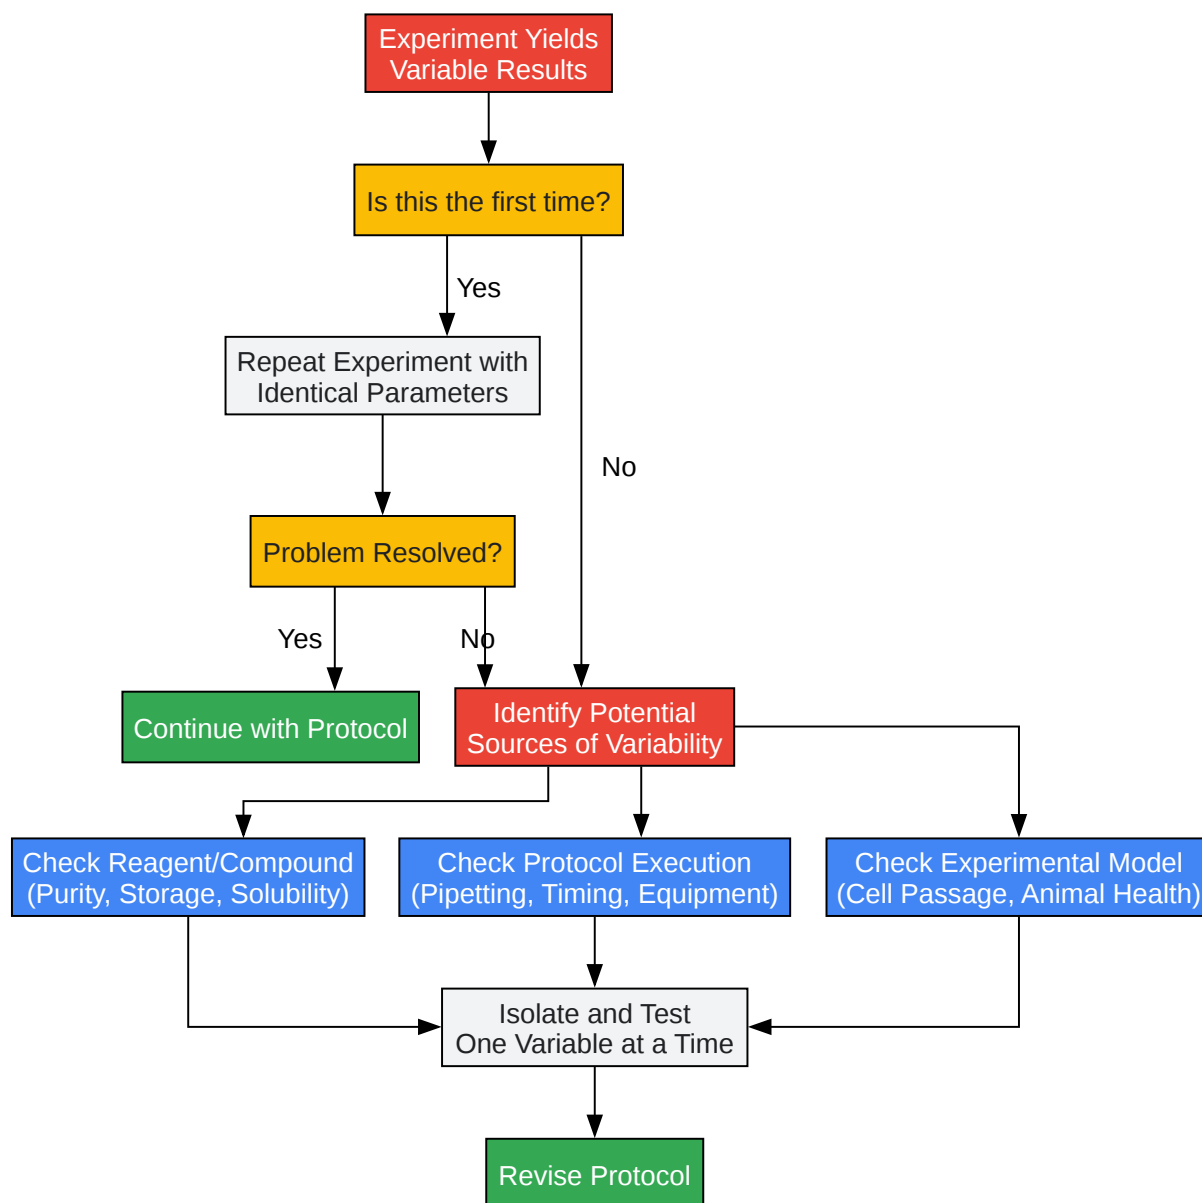 Experiment Yields
Variable Results
Is this the first time?
Yes
Repeat Experiment with
Identical Parameters
No
Problem Resolved?
Yes
No
Continue with Protocol
Identify Potential
Sources of Variability
Check Reagent/Compound
(Purity, Storage, Solubility)
Check Protocol Execution
(Pipetting, Timing, Equipment)
Check Experimental Model
(Cell Passage, Animal Health)
Isolate and Test
One Variable at a Time
Revise Protocol